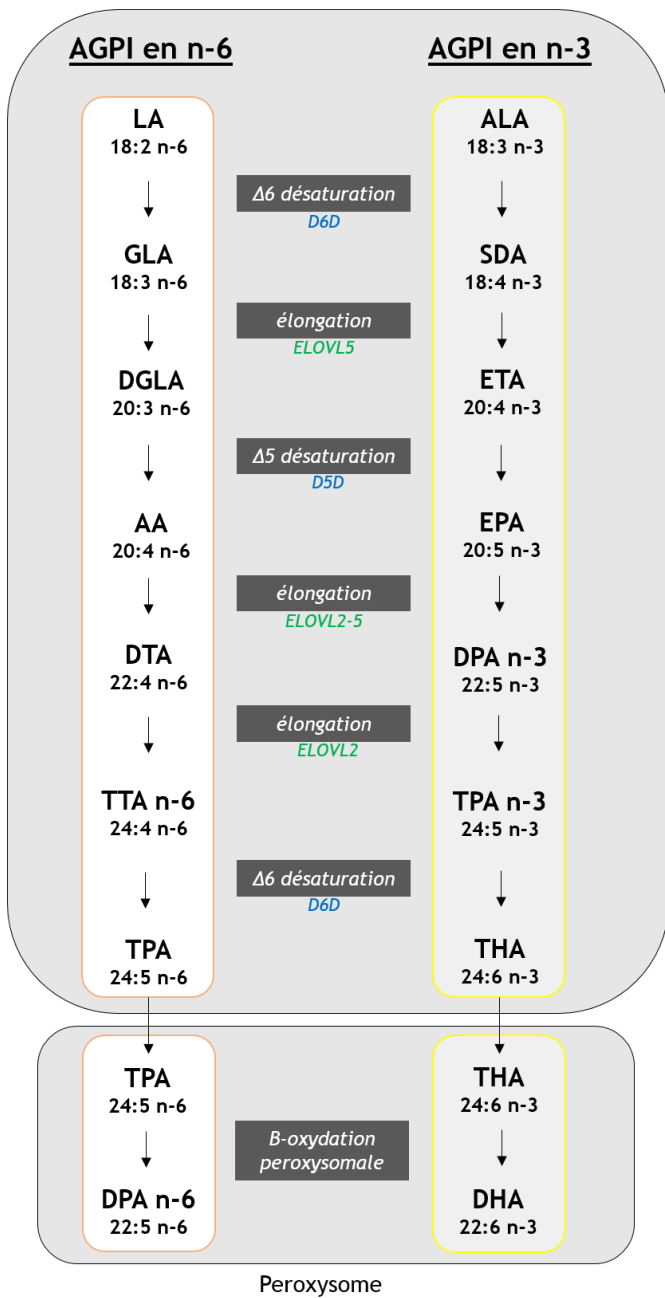 AGPI en n-6
AGPI en n-3
LA
18:2 n-6
ALA
18:3 n-3
Δ6 désaturation
D6D
GLA
18:3 n-6
SDA
18:4 n-3
élongation
ELOVL5
DGLA
20:3 n-6
ETA
20:4 n-3
Δ5 désaturation
D5D
AA
20:4 n-6
EPA
20:5 n-3
élongation
ELOVL2-5
DTA
22:4 n-6
DPA n-3
22:5 n-3
élongation
ELOVL2
TTA n-6
24:4 n-6
TPA n-3
24:5 n-3
Δ6 désaturation
D6D
TPA
24:5 n-6
THA
24:6 n-3
TPA
24:5 n-6
THA
24:6 n-3
B-oxydation
peroxysomale
DPA n-6
22:5 n-6
DHA
22:6 n-3
Peroxysome